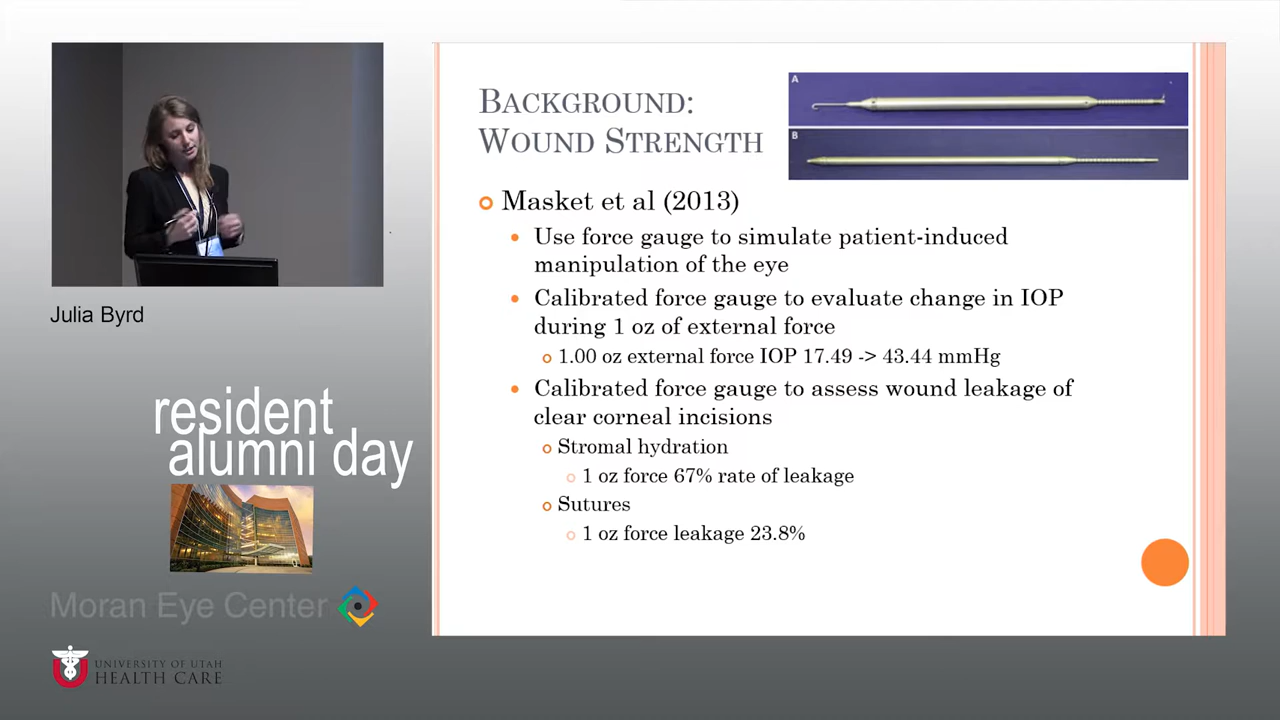 BACKGROUND:
WOUND STRENGTH
A
B
Masket et al (2013)
Use force gauge to simulate patient-induced
manipulation of the eye
Calibrated force gauge to evaluate change in IOP
during 1 oz of external force
1.00 oz external force IOP 17.49 -> 43.44 mmHg
Calibrated force gauge to assess wound leakage of
clear corneal incisions
Stromal hydration
1 oz force 67% rate of leakage
Sutures
1 oz force leakage 23.8%
Julia Byrd
resident
alumni day
Moran Eye Center
U
UNIVERSITY OF UTAH
HEALTH CARE